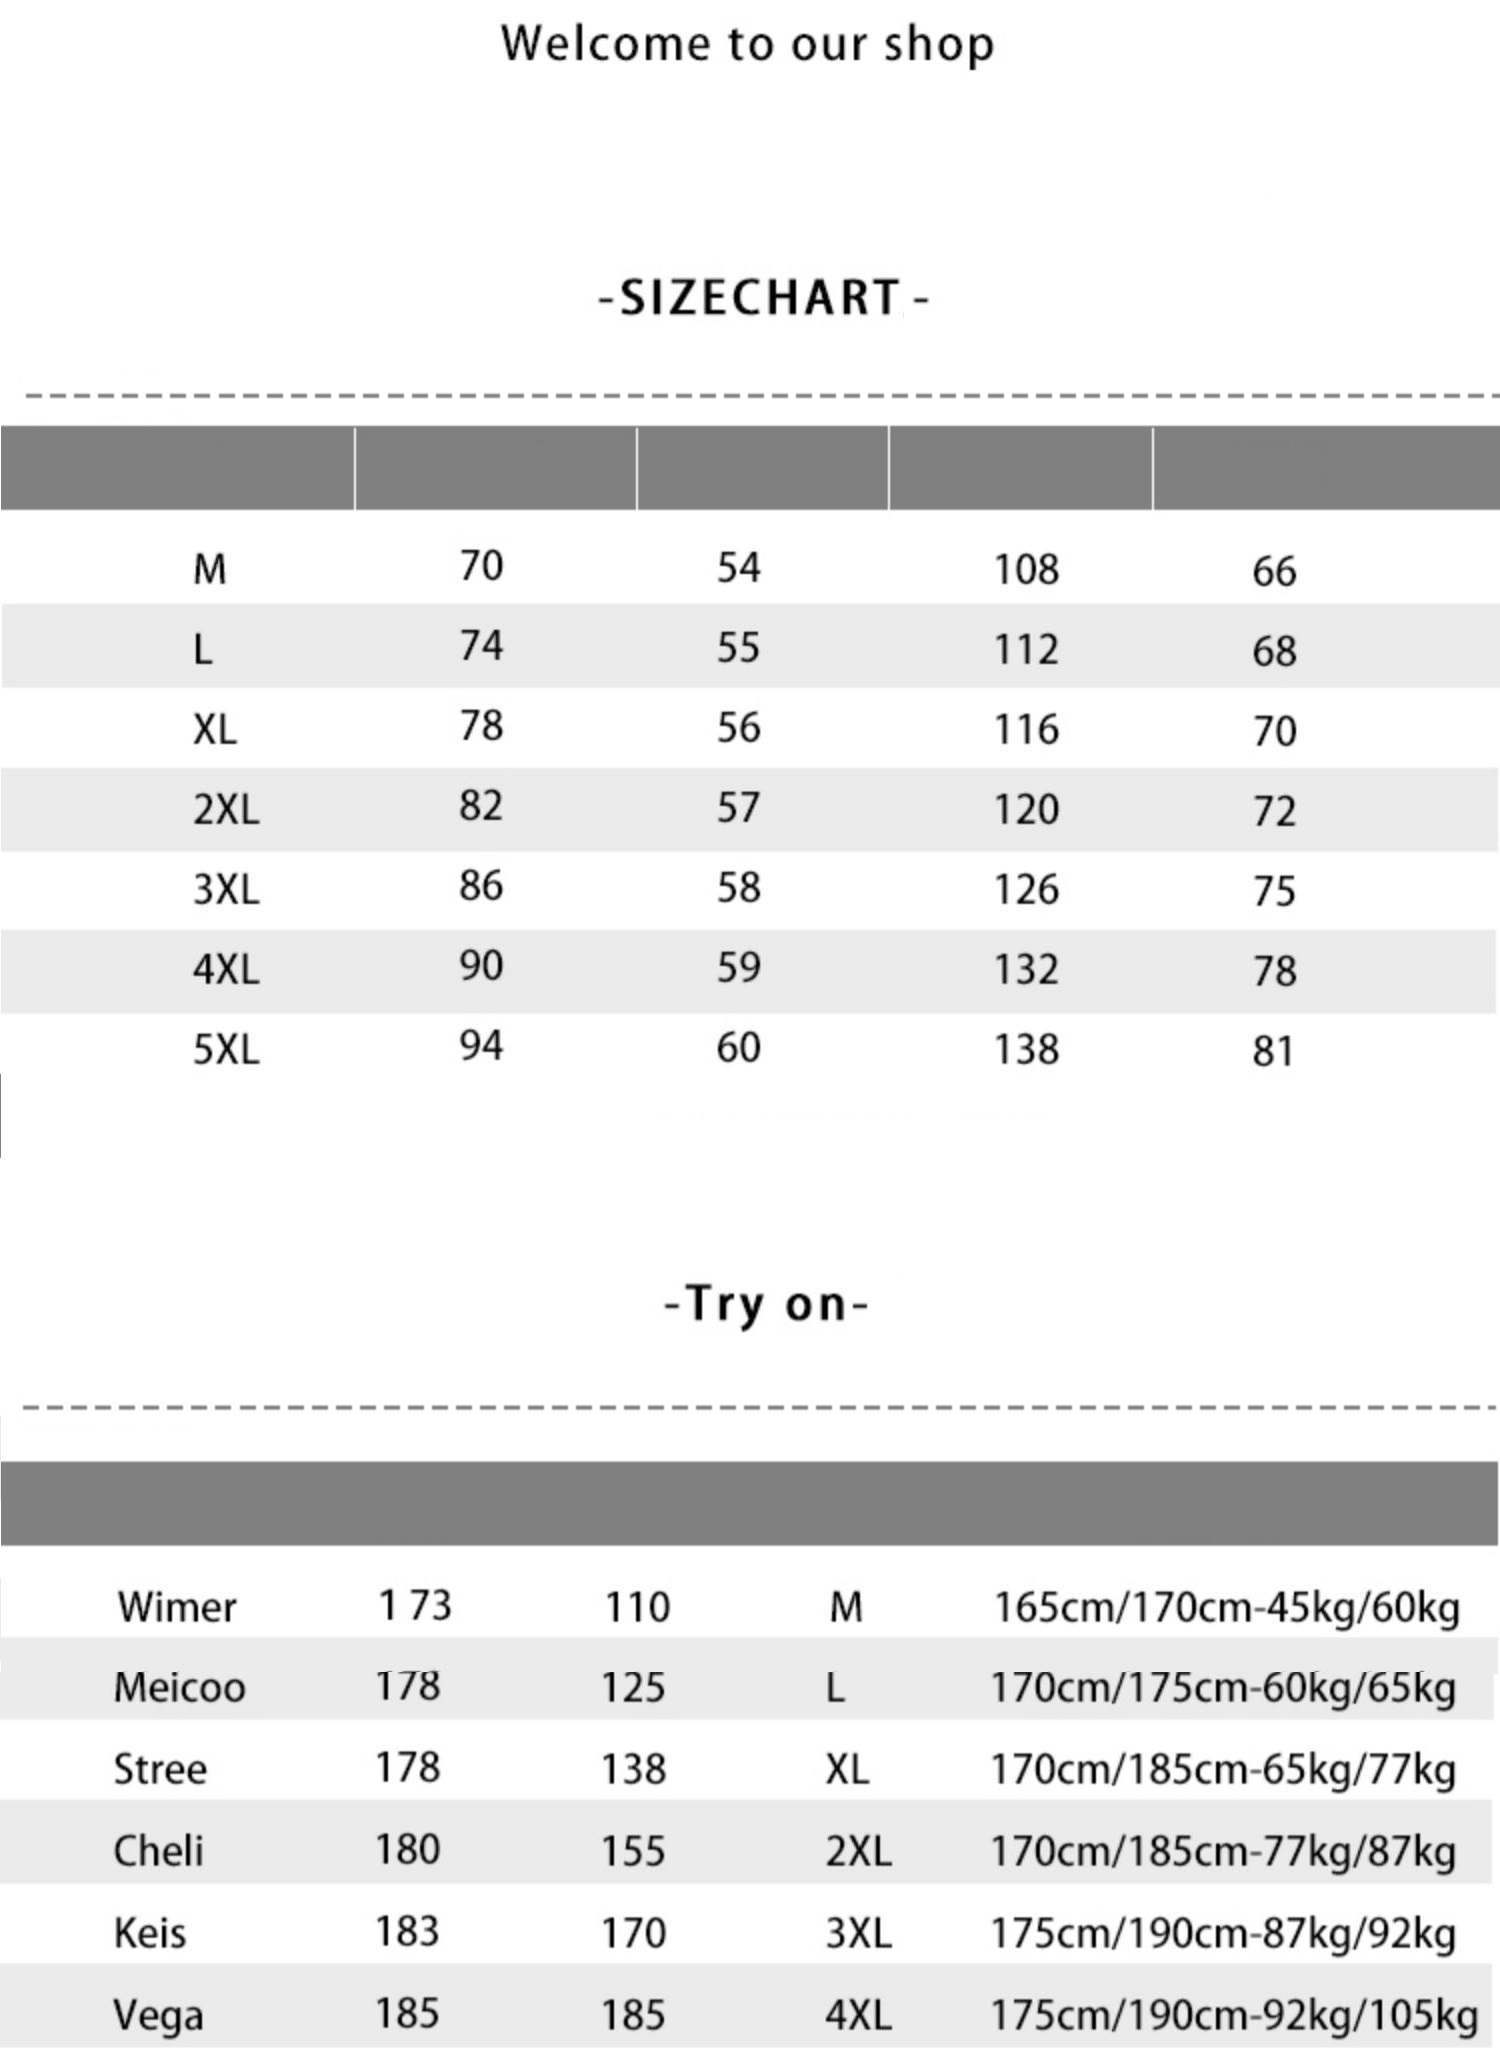 Welcome to our shop
-SIZECHART-
M 70 54 108 66
L 74 55 112 68
XL 78 56 116 70
2XL 82 57 120 72
3XL 86 58 126 75
4XL 90 59 132 78
5XL 94 60 138 81
-Try on-
Wimer 1 73 110 M 165cm/170cm-45kg/60kg
Meicoo 178 125 L 170cm/175cm-60kg/65kg
Stree 178 138 XL 170cm/185cm-65kg/77kg
Cheli 180 155 2XL 170cm/185cm-77kg/87kg
Keis 183 170 3XL 175cm/190cm-87kg/92kg
Vega 185 185 4XL 175cm/190cm-92kg/105kg